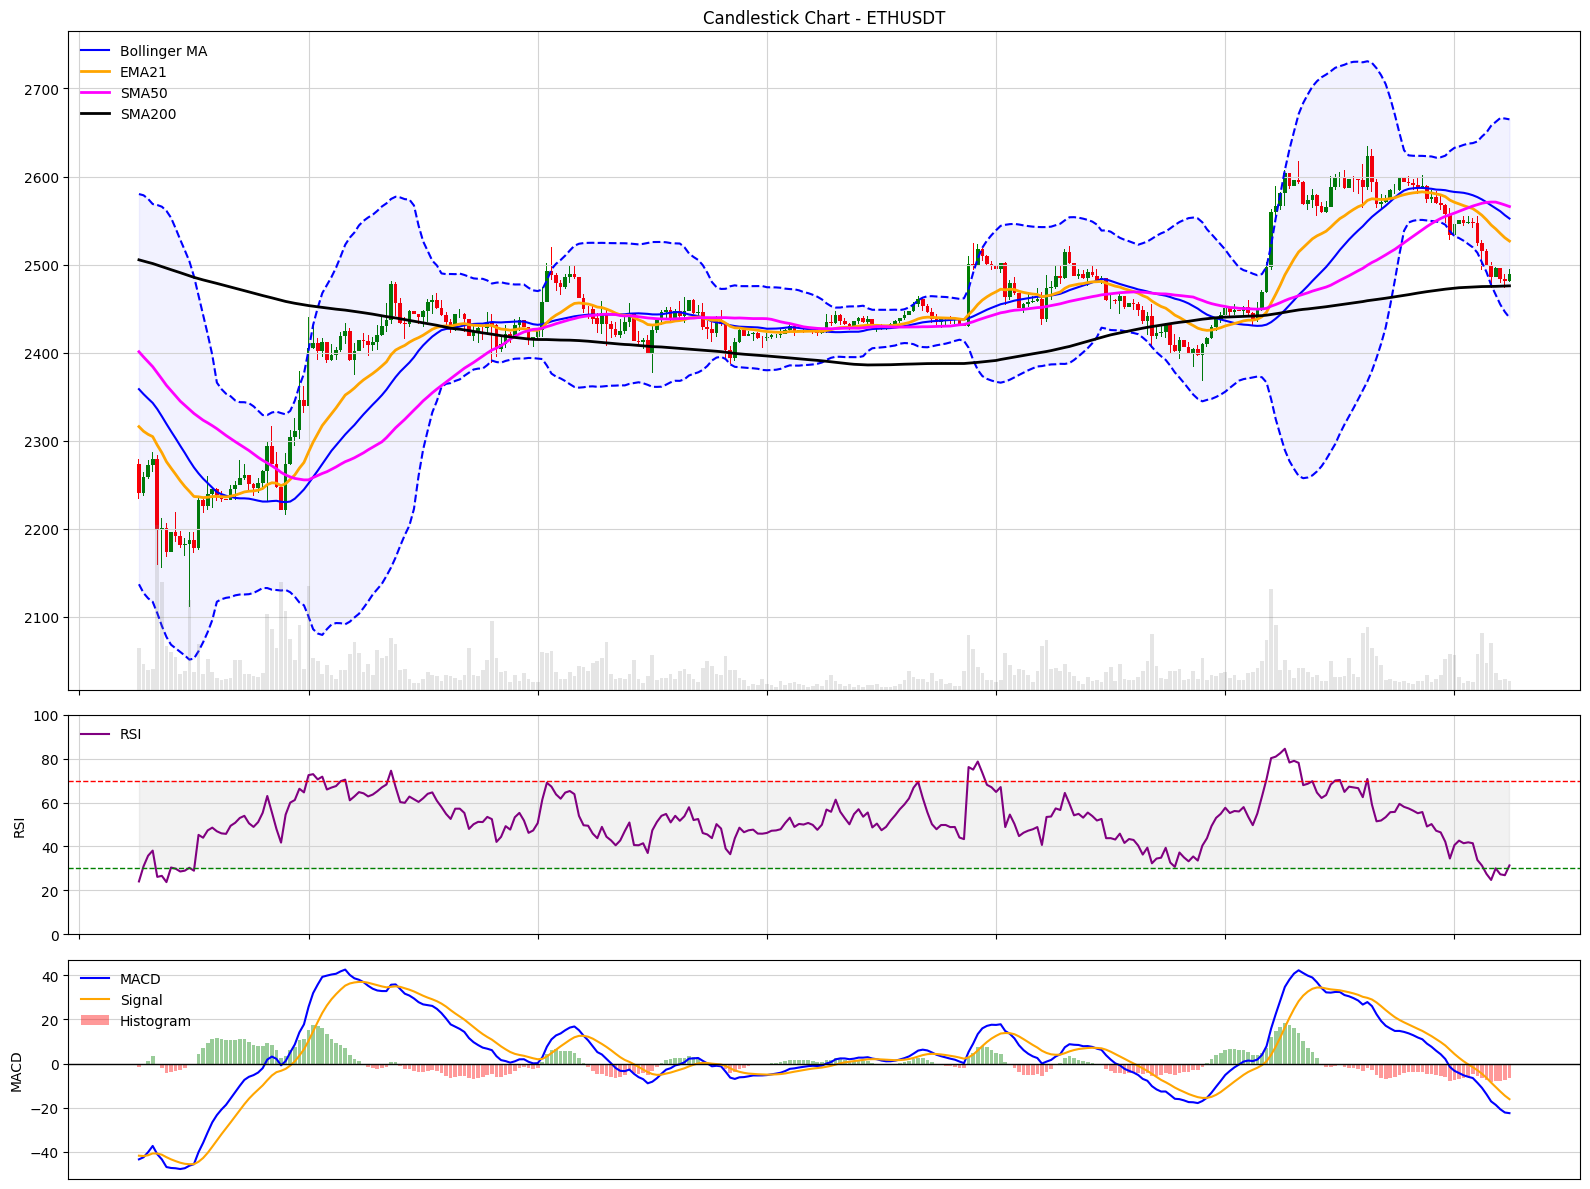 Candlestick Chart - ETHUSDT
Bollinger MA
EMA21
SMA50
SMA200
2700
2600
2500
2400
2300
2200
2100
RSI
100
80
60
40
20
0
RSI
MACD
Signal
Histogram
40
20
0
−20
−40
MACD